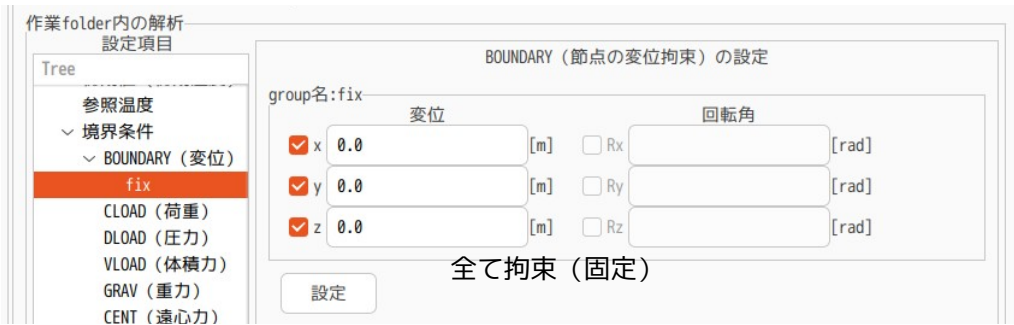 作業folder内の解析
設定項目
Tree
参照温度
境界条件
BOUNDARY (変位)
fix
CLOAD (荷重)
DLOAD (圧力)
VLOAD (体積力)
GRAV (重力)
CENT (遠心力)
BOUNDARY (節点の変位拘束) の設定
group名:fix
変位 回転角
x 0.0 [m] Rx [rad]
y 0.0 [m] Ry [rad]
z 0.0 [m] Rz [rad]
全て拘束（固定）
設定